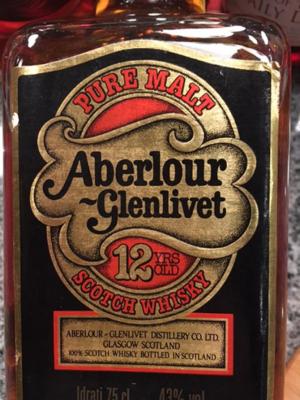 PURE MALT
Aberlour
~Glenlivet
12 YRS OLD
SCOTCH WHISKY
ABERLOUR-GLENLIVET DISTILLERY CO. LTD.
GLASGOW SCOTLAND
100% SCOTCH WHISKY BOTTLED IN SCOTLAND
Idrati 75 cl 43% vol